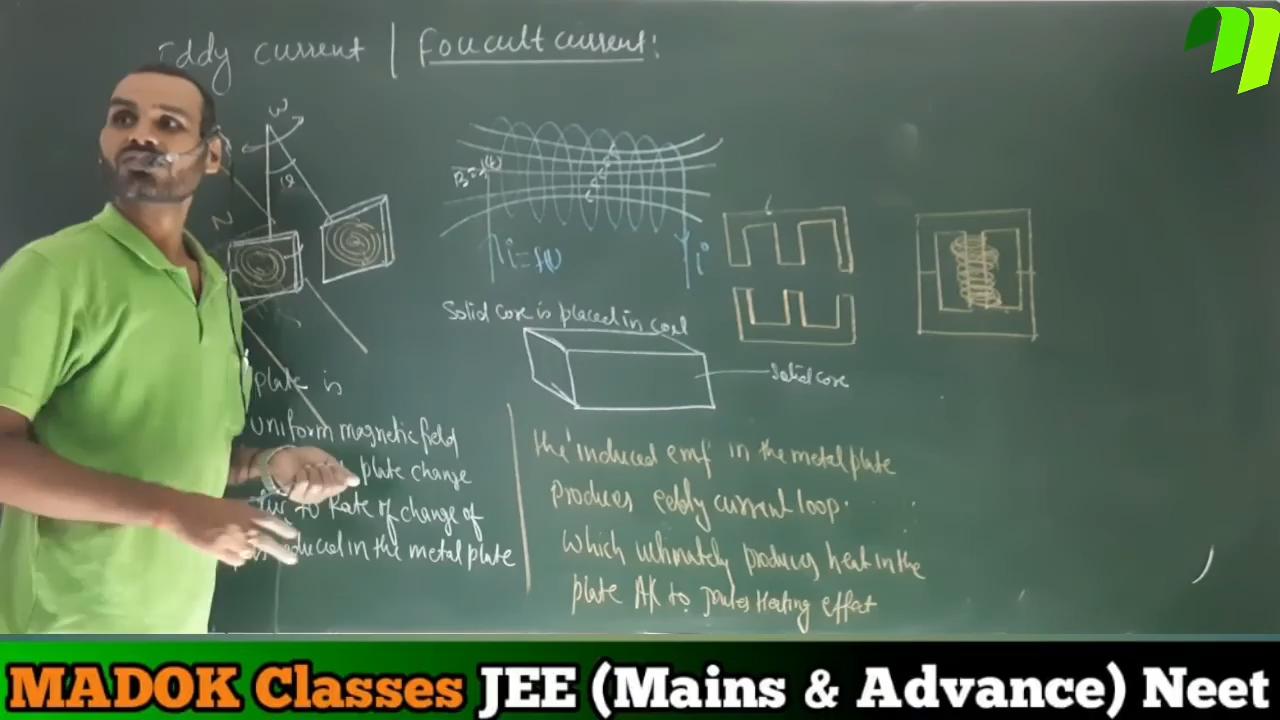 Eddy current | Foucult current:
ω
N
B=f(t)
i=f(t)
i
Solid core is placed in coil
Solid core
plate is
uniform magnetic field
plate change
to Rate of change of
induced in the metal plate
the induced emf in the metal plate
produces eddy current loop.
which ultimately produces heat in the
plate AK to joules Heating effect
MADOK Classes JEE (Mains & Advance) Neet